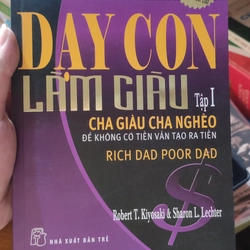 DẠY CON
LÀM GIÀU
Tập I
CHA GIÀU CHA NGHÈO
ĐỂ KHÔNG CÓ TIỀN VẪN TẠO RA TIỀN
RICH DAD POOR DAD
Robert T. Kiyosaki & Sharon L. Lechter
$
NHÀ XUẤT BẢN TRẺ